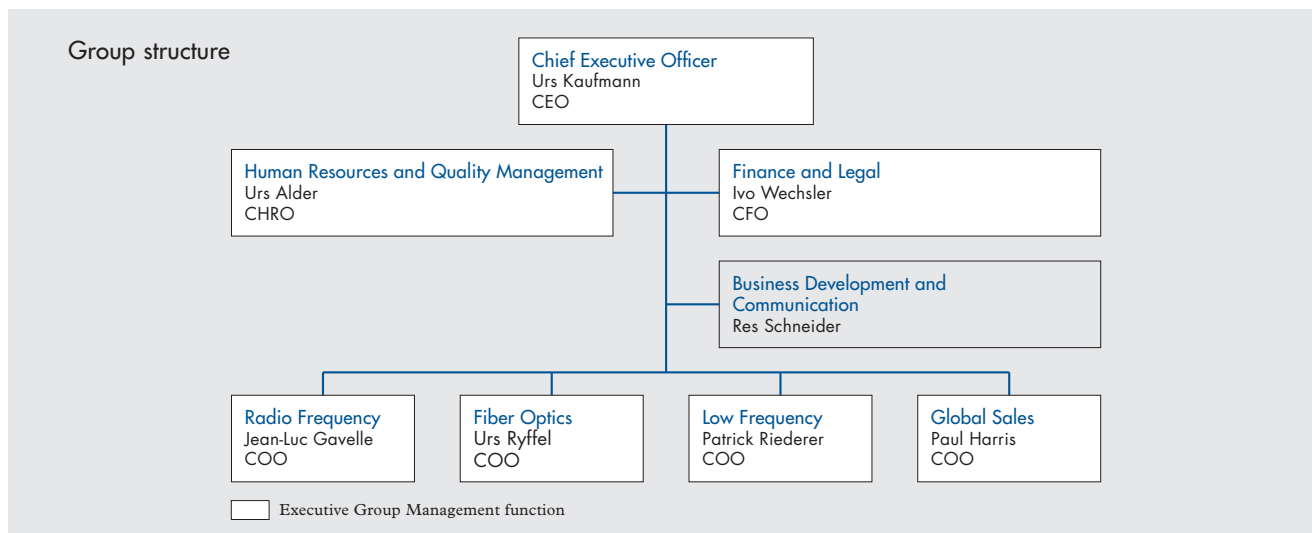 Group structure
Chief Executive Officer
Urs Kaufmann
CEO
Human Resources and Quality Management
Urs Alder
CHRO
Finance and Legal
Ivo Wechsler
CFO
Business Development and
Communication
Res Schneider
Radio Frequency
Jean-Luc Gavelle
COO
Fiber Optics
Urs Ryffel
COO
Low Frequency
Patrick Riederer
COO
Global Sales
Paul Harris
COO
Executive Group Management function